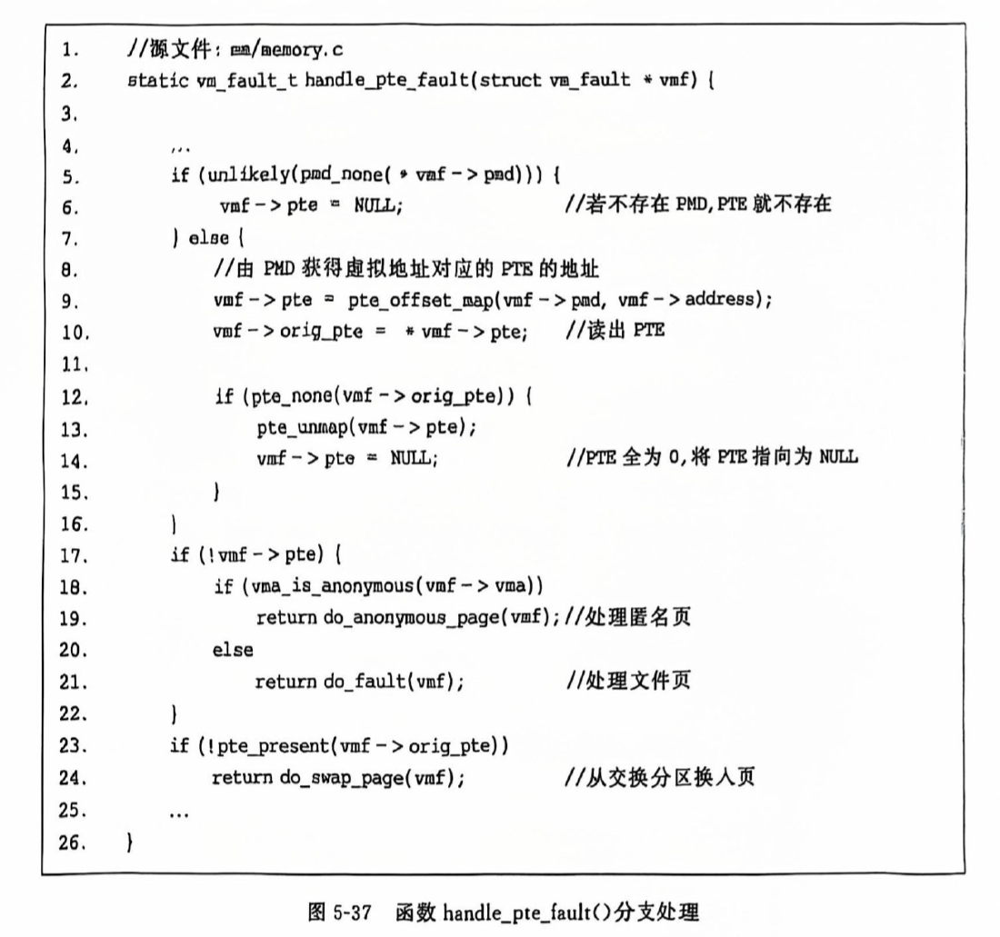 1. //源文件: mm/memory.c
2. static vm_fault_t handle_pte_fault(struct vm_fault * vmf) {
3.
4. ...
5. if (unlikely(pmd_none( * vmf -> pmd))) {
6. vmf -> pte = NULL; //若不存在 PMD,PTE 就不存在
7. } else {
8. //由 PMD 获得虚拟地址对应的 PTE 的地址
9. vmf -> pte = pte_offset_map(vmf -> pmd, vmf -> address);
10. vmf -> orig_pte = * vmf -> pte; //读出 PTE
11.
12. if (pte_none(vmf -> orig_pte)) {
13. pte_unmap(vmf -> pte);
14. vmf -> pte = NULL; //PTE 全为 0,将 PTE 指向为 NULL
15. }
16. }
17. if (!vmf -> pte) {
18. if (vma_is_anonymous(vmf -> vma))
19. return do_anonymous_page(vmf);//处理匿名页
20. else
21. return do_fault(vmf); //处理文件页
22. }
23. if (!pte_present(vmf -> orig_pte))
24. return do_swap_page(vmf); //从交换分区换人页
25. ...
26. }
图 5-37 函数 handle_pte_fault()分支处理